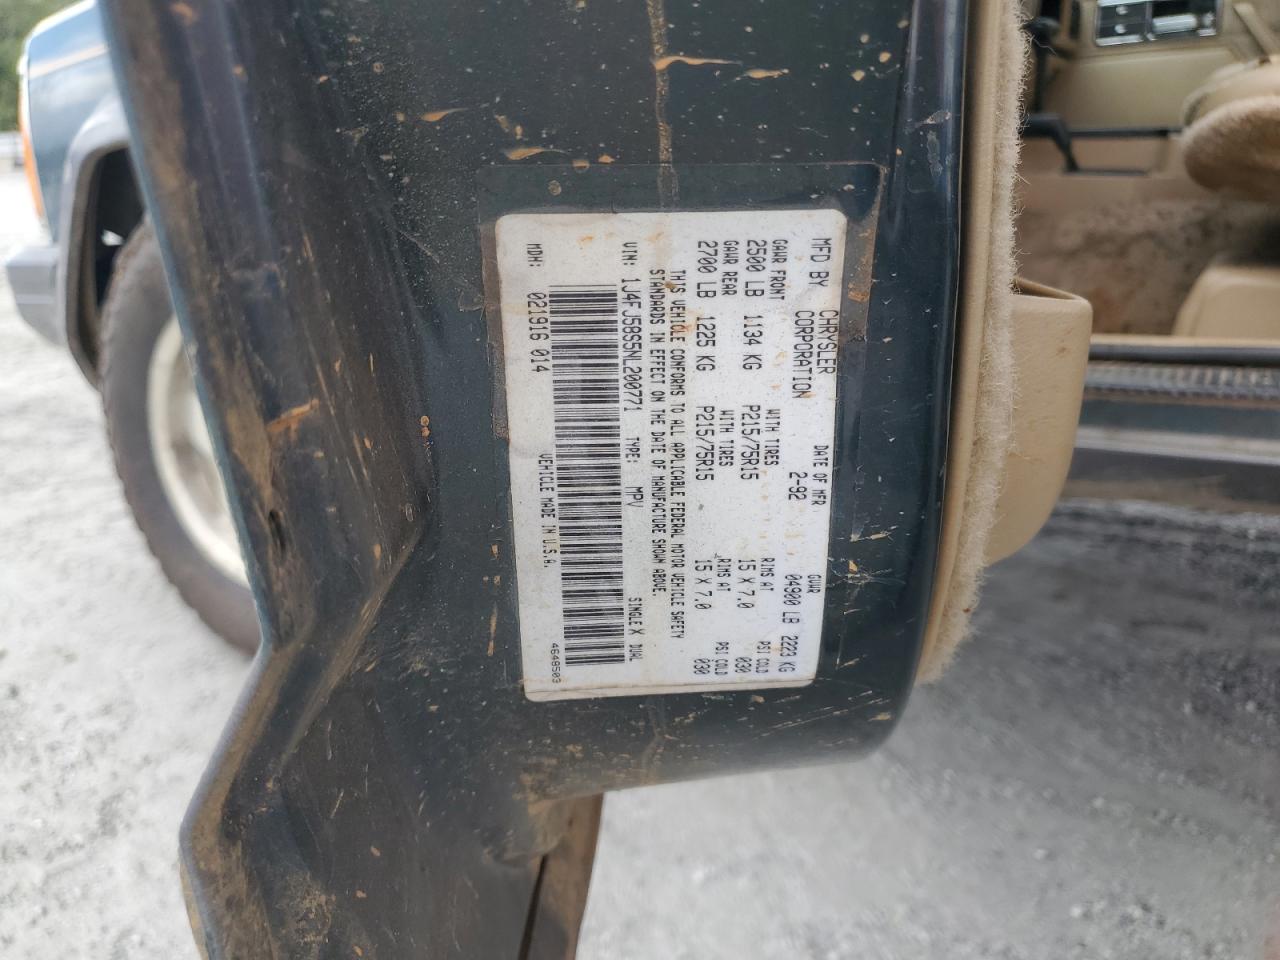 MFD BY CHRYSLER CORPORATION DATE OF MFR 2-92 GVWR 04900 LB 2223 KG
GAWR FRONT WITH TIRES RIMS AT PSI COLD
2500 LB 1134 KG P215/75R15 15 X 7.0 030
GAWR REAR WITH TIRES RIMS AT PSI COLD
2700 LB 1225 KG P215/75R15 15 X 7.0 030
THIS VEHICLE CONFORMS TO ALL APPLICABLE FEDERAL MOTOR VEHICLE SAFETY
STANDARDS IN EFFECT ON THE DATE OF MANUFACTURE SHOWN ABOVE.
VIN: 1J4FJ58S5NL200771 TYPE: MPV SINGLE X DUAL
MDH: 021916 014 VEHICLE MADE IN U.S.A. 4648503